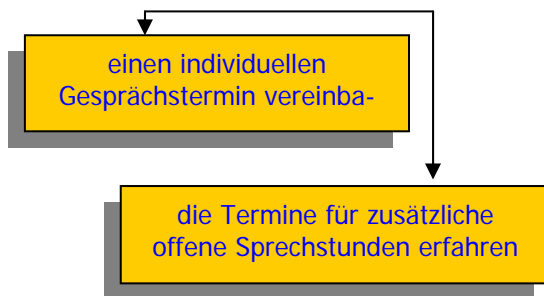 einen individuellen
Gesprächstermin vereinba-
die Termine für zusätzliche
offene Sprechstunden erfahren